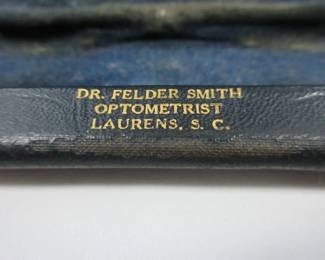 DR. FELDER SMITH
OPTOMETRIST
LAURENS, S. C.